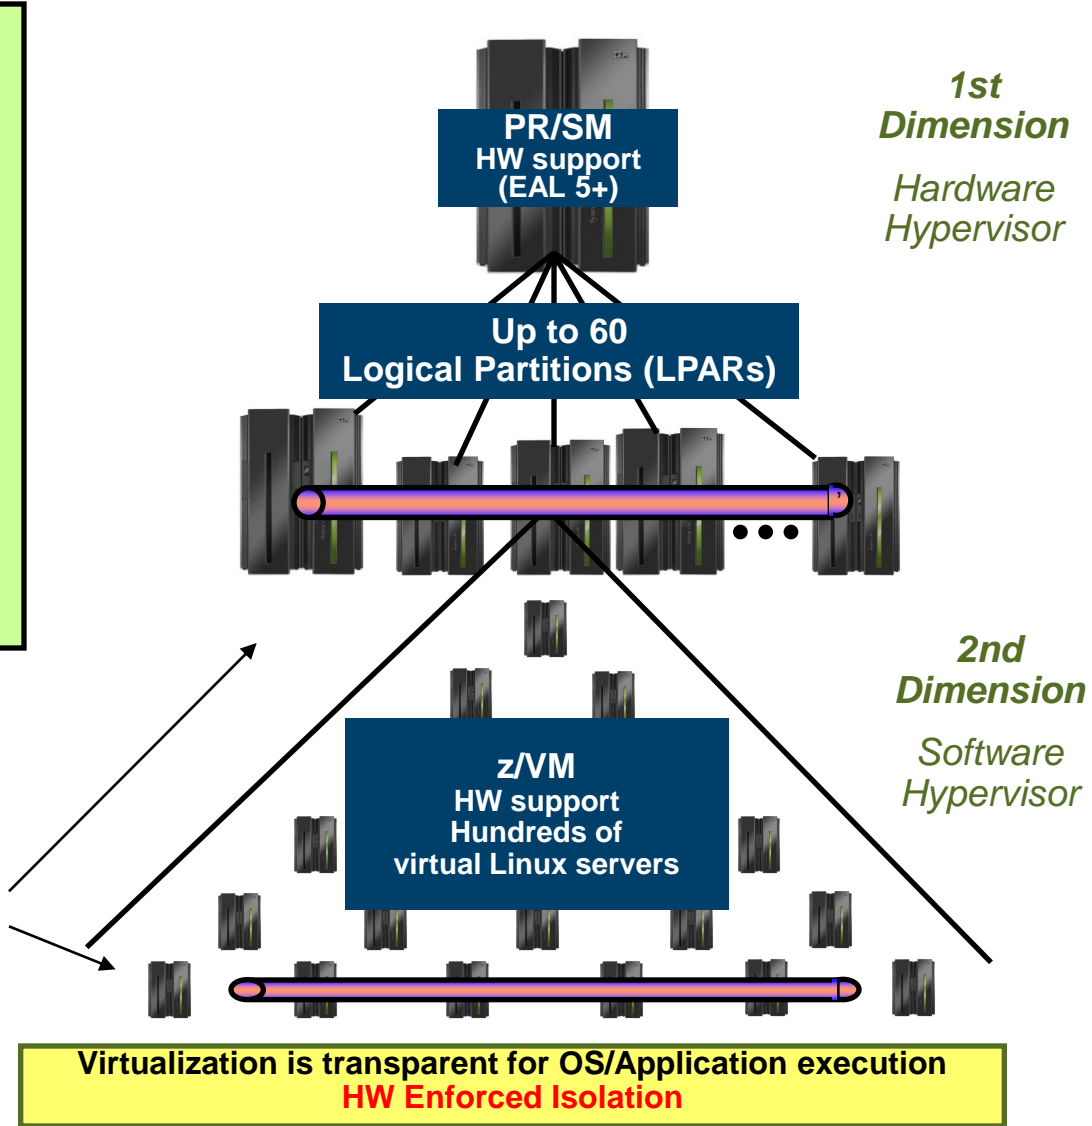 PR/SM
HW support
(EAL 5+)
1st
Dimension
Hardware
Hypervisor
Up to 60
Logical Partitions (LPARs)
,
2nd
Dimension
Software
Hypervisor
z/VM
HW support
Hundreds of
virtual Linux servers
Virtualization is transparent for OS/Application execution
HW Enforced Isolation